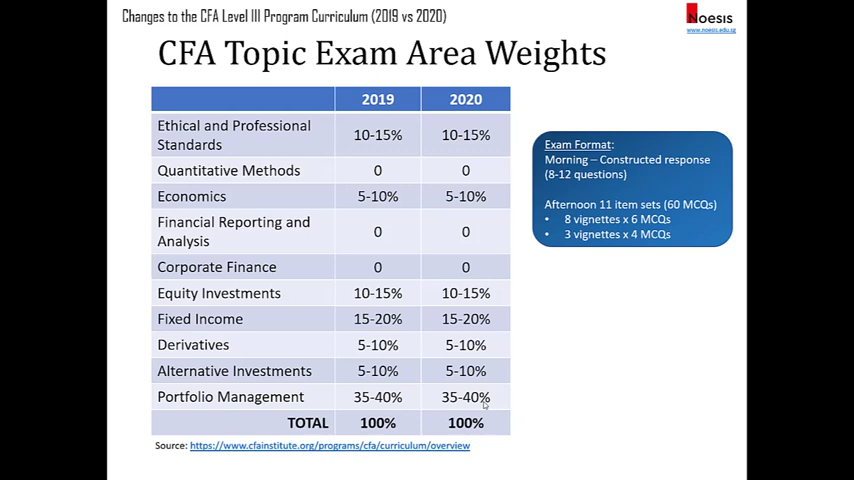 Changes to the CFA Level III Program Curriculum (2019 vs 2020)
Noesis
www.noesis.edu.sg
CFA Topic Exam Area Weights
2019 2020
Ethical and Professional Standards 10-15% 10-15%
Quantitative Methods 0 0
Economics 5-10% 5-10%
Financial Reporting and Analysis 0 0
Corporate Finance 0 0
Equity Investments 10-15% 10-15%
Fixed Income 15-20% 15-20%
Derivatives 5-10% 5-10%
Alternative Investments 5-10% 5-10%
Portfolio Management 35-40% 35-40%
TOTAL 100% 100%
Source: https://www.cfainstitute.org/programs/cfa/curriculum/overview
Exam Format:
Morning – Constructed response
(8-12 questions)
Afternoon 11 item sets (60 MCQs)
• 8 vignettes x 6 MCQs
• 3 vignettes x 4 MCQs